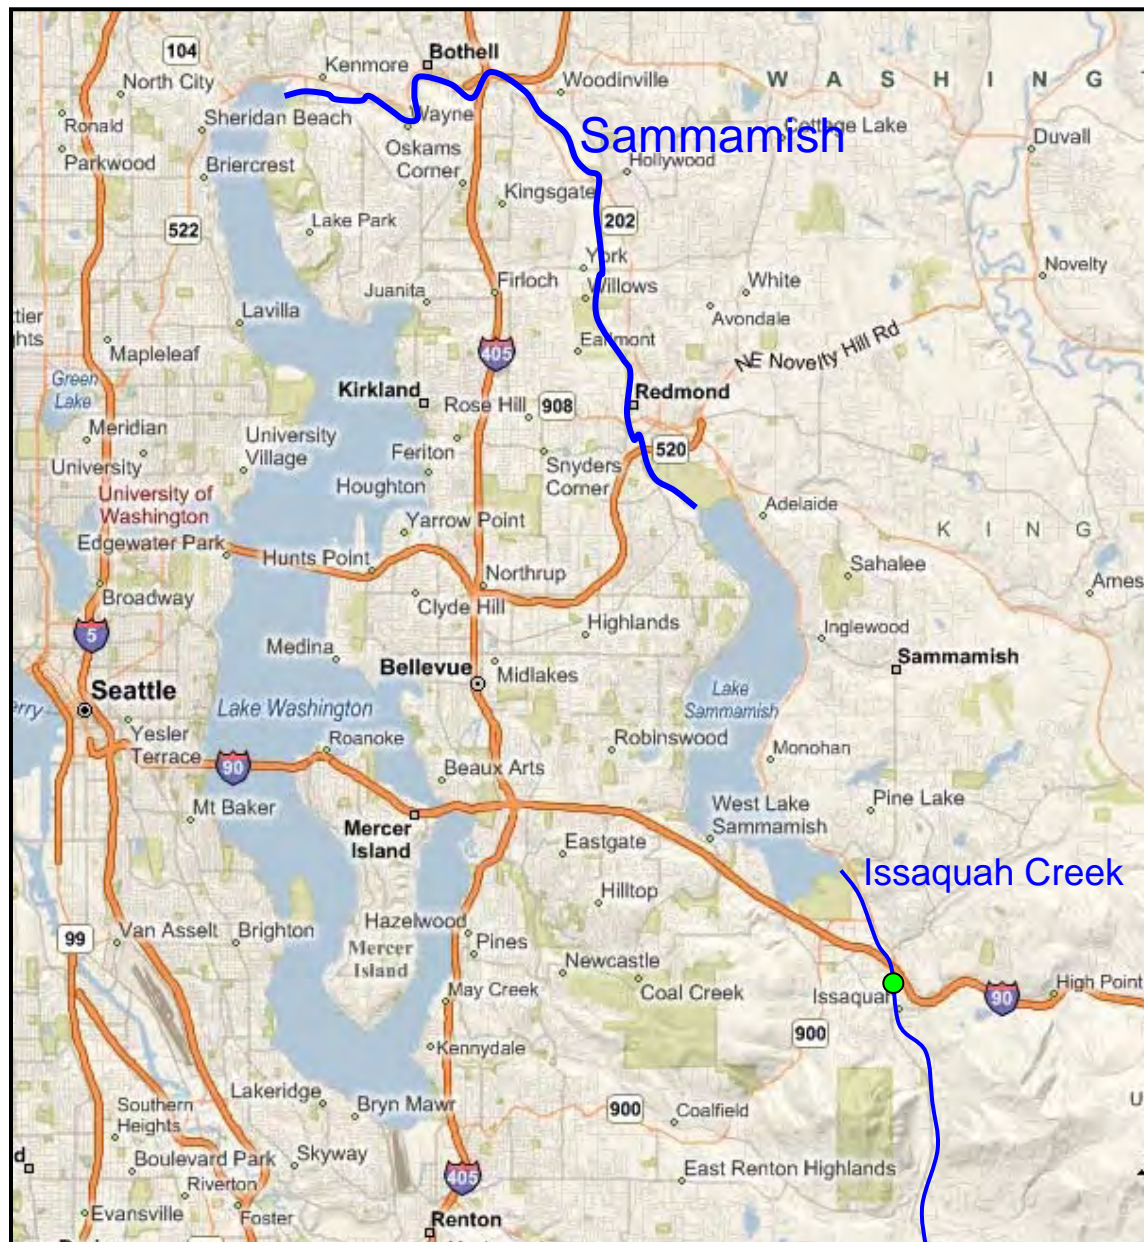 104
Bothell
Kenmore
North City
Woodinville
W A S H I N G T
Ronald
Sheridan Beach
Wayne
Sammamish
Cottage Lake
Duvall
Parkwood
Briercrest
Oskams
Corner
Hollywood
Kingsgate
522
Lake Park
202
York
Novelty
Juanita
Firloch
Willows
White
Lavilla
Avondale
Mapleleaf
405
Earlmont
NE Novelty Hill Rd
Green
Lake
Kirkland
Rose Hill
908
Redmond
Meridian
University
Village
Feriton
520
University
Snyders
Corner
Houghton
University of
Washington
Adelaide
Yarrow Point
K I N G
Edgewater Park
Hunts Point
Sahalee
Northrup
Ames
Broadway
Clyde Hill
5
Highlands
Inglewood
Medina
Bellevue
Midlakes
Sammamish
Seattle
Lake
Sammamish
Lake Washington
Yesler
Terrace
Roanoke
Robinswood
Monohan
90
Beaux Arts
Mt Baker
West Lake
Sammamish
Pine Lake
Mercer
Island
Eastgate
Issaquah Creek
Hilltop
Hazelwood
99
Van Asselt
Brighton
Pines
Mercer
Island
Newcastle
Coal Creek
May Creek
Issaquah
90
High Point
900
Kennydale
Lakeridge
Bryn Mawr
900
Coalfield
Southern
Heights
Skyway
Boulevard Park
East Renton Highlands
405
Riverton
Evansville
Foster
Renton